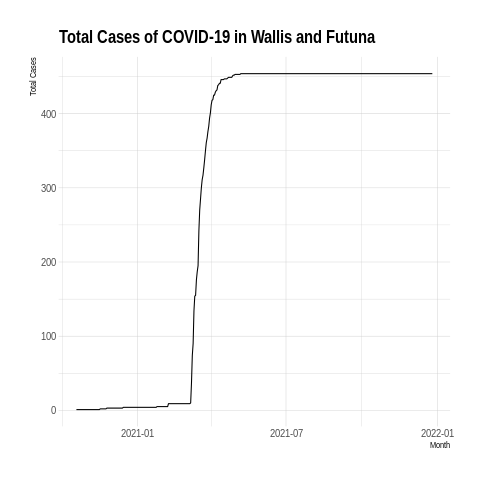 Total Cases of COVID-19 in Wallis and Futuna
Total Cases
400
300
200
100
0
2021-01
2021-07
2022-01
Month